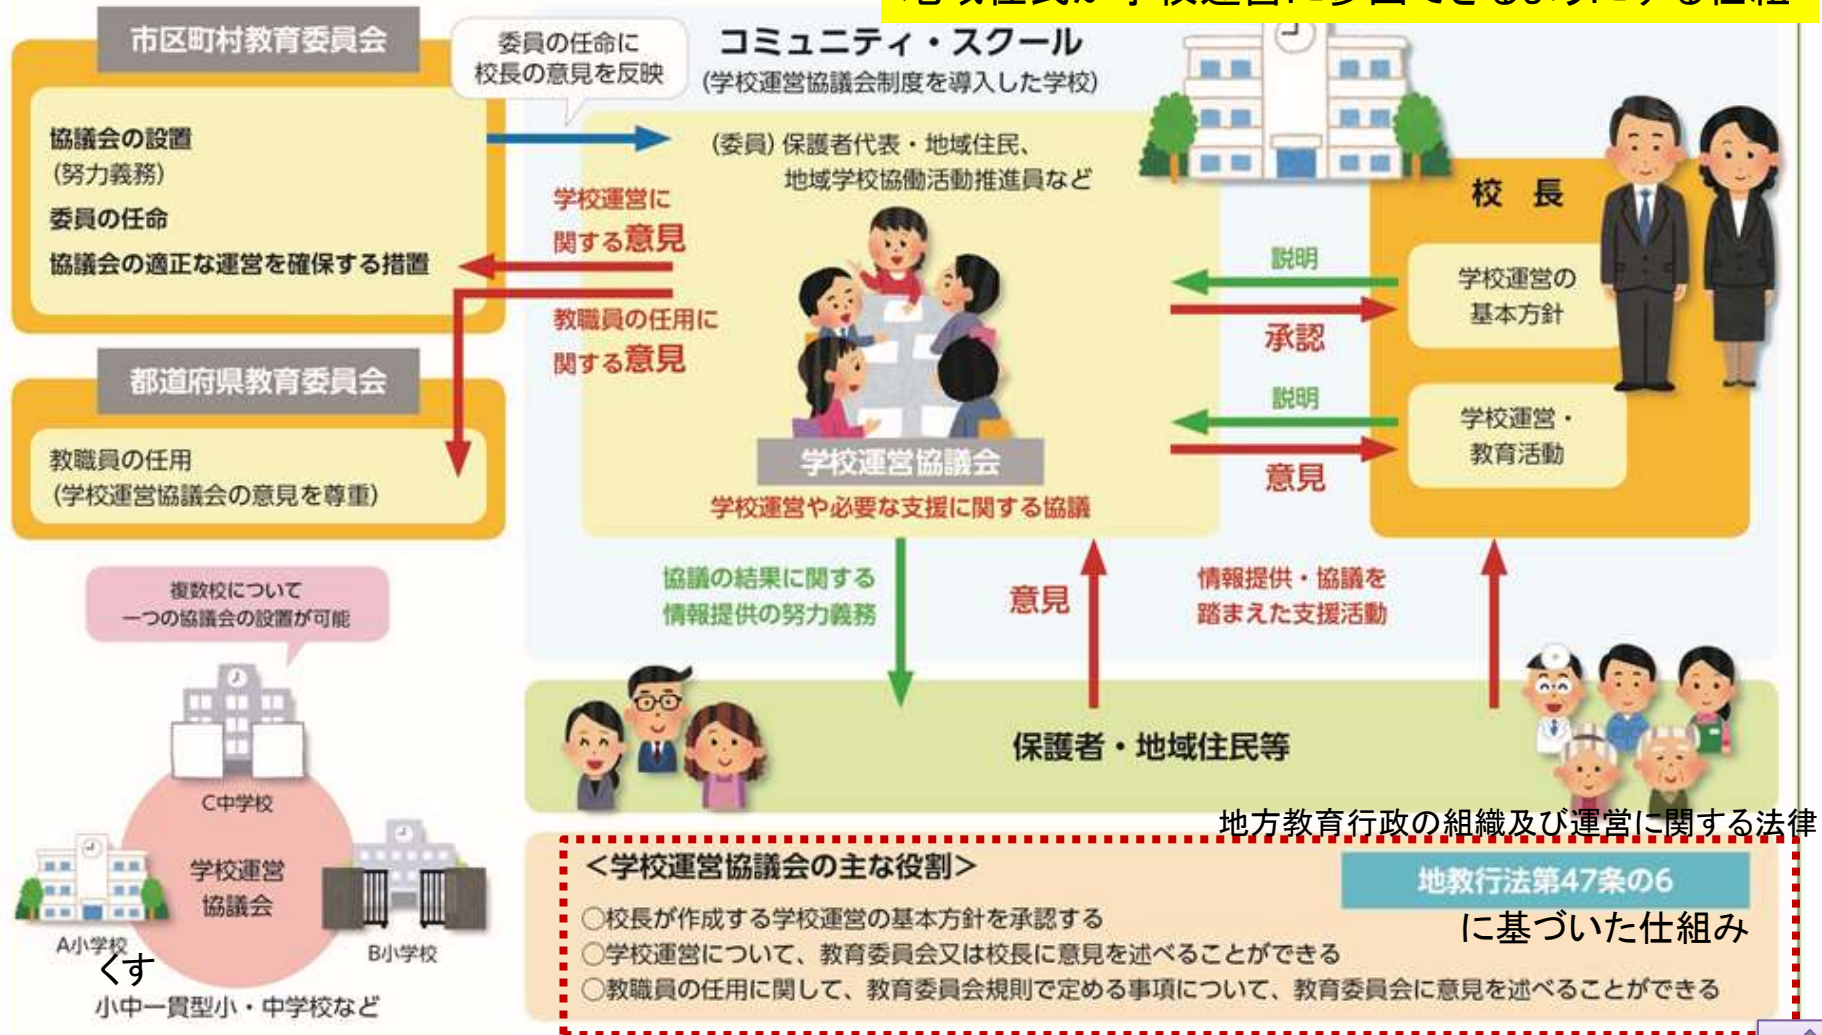 地域住民が学校運営に参画できるようにする仕組
市区町村教育委員会
協議会の設置
(努力義務)
委員の任命
協議会の適正な運営を確保する措置
委員の任命に
校長の意見を反映
コミュニティ・スクール
(学校運営協議会制度を導入した学校)
(委員) 保護者代表・地域住民、
地域学校協働活動推進員など
学校運営に
関する意見
教職員の任用に
関する意見
都道府県教育委員会
教職員の任用
(学校運営協議会の意見を尊重)
学校運営協議会
学校運営や必要な支援に関する協議
校 長
説明
承認
学校運営の
基本方針
説明
意見
学校運営・
教育活動
協議の結果に関する
情報提供の努力義務
意見
情報提供・協議を
踏まえた支援活動
保護者・地域住民等
複数校について
一つの協議会の設置が可能
C中学校
学校運営
協議会
A小学校
B小学校
くす
小中一貫型小・中学校など
地方教育行政の組織及び運営に関する法律
<学校運営協議会の主な役割>
地教行法第47条の6
に基づいた仕組み
○校長が作成する学校運営の基本方針を承認する
○学校運営について、教育委員会又は校長に意見を述べることができる
○教職員の任用に関して、教育委員会規則で定める事項について、教育委員会に意見を述べることができる